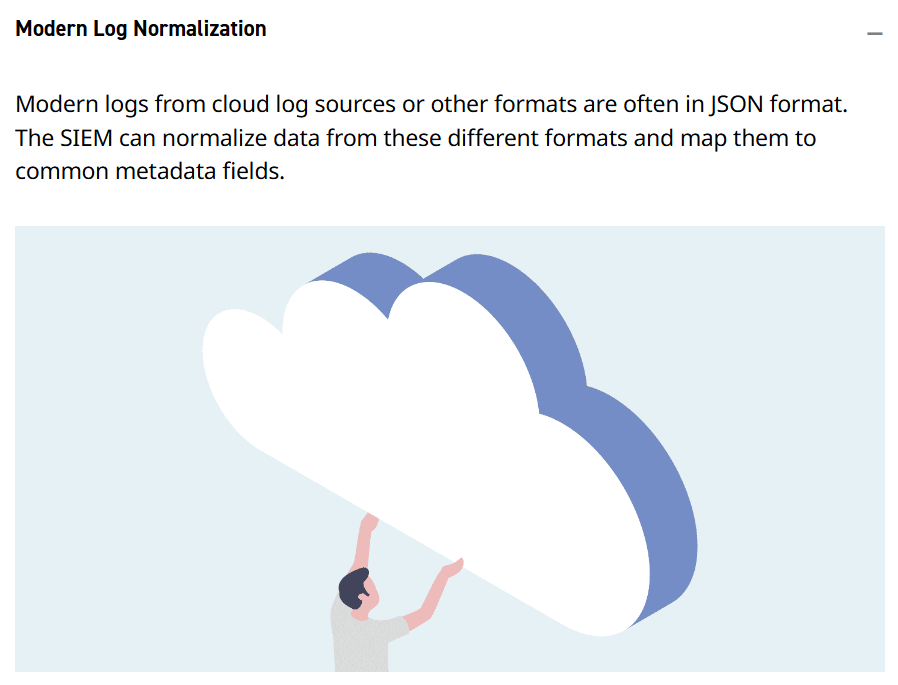 Modern Log Normalization
Modern logs from cloud log sources or other formats are often in JSON format.
The SIEM can normalize data from these different formats and map them to
common metadata fields.